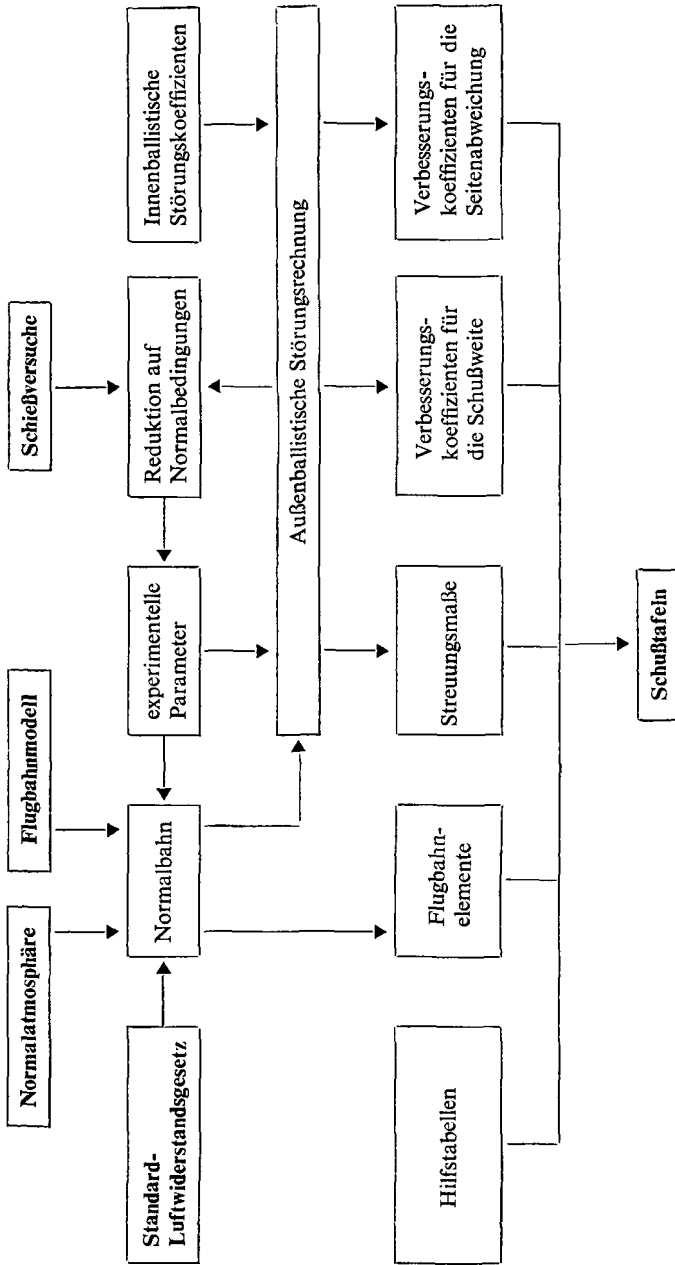 Normalatmosphäre
Flugbahnmodell
Schießversuche
Standard-
Luftwiderstandsgesetz
Normalbahn
experimentelle
Parameter
Reduktion auf
Normalbedingungen
Innenballistische
Störungskoeffizienten
Außenballistische Störungsrechnung
Hilfstabellen
Flugbahn-
elemente
Streuungsmaße
Verbesserungs-
koeffizienten für
die Schußweite
Verbesserungs-
koeffizienten für die
Seitenabweichung
Schußtafeln